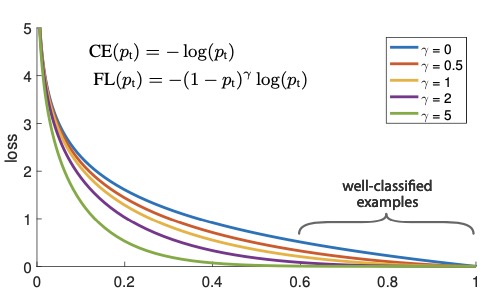 5
4
3
2
1
0
loss
CE(pt) = − log(pt)
FL(pt) = −(1 − pt)γ log(pt)
γ = 0
γ = 0.5
γ = 1
γ = 2
γ = 5
well-classified
examples
0
0.2
0.4
0.6
0.8
1